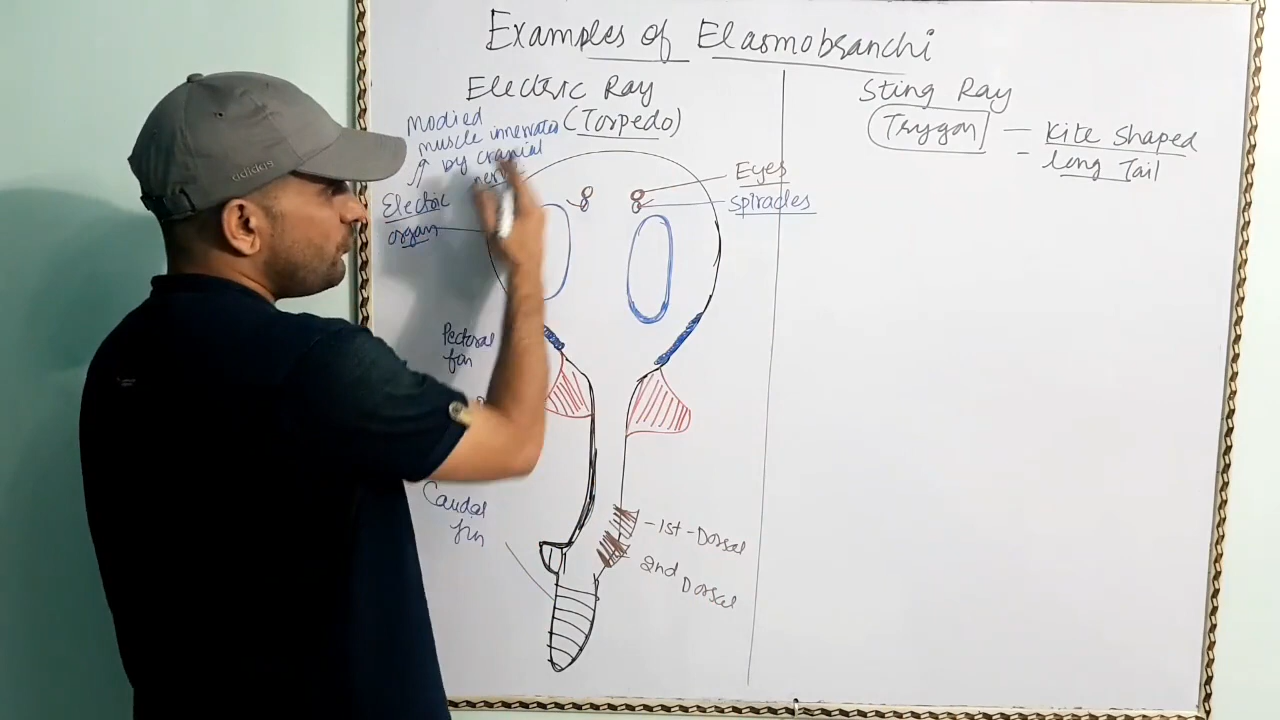 Examples of Elasmobranchi
Electric Ray
(Torpedo)
Modied
muscle innervates
by cranial
Electric
organ
Eyes
Spiracles
Pectoral
fin
Caudal
fin
-1st-Dorsal
2nd Dorsal
Sting Ray
Trygon - Kite Shaped
- long Tail
adidas